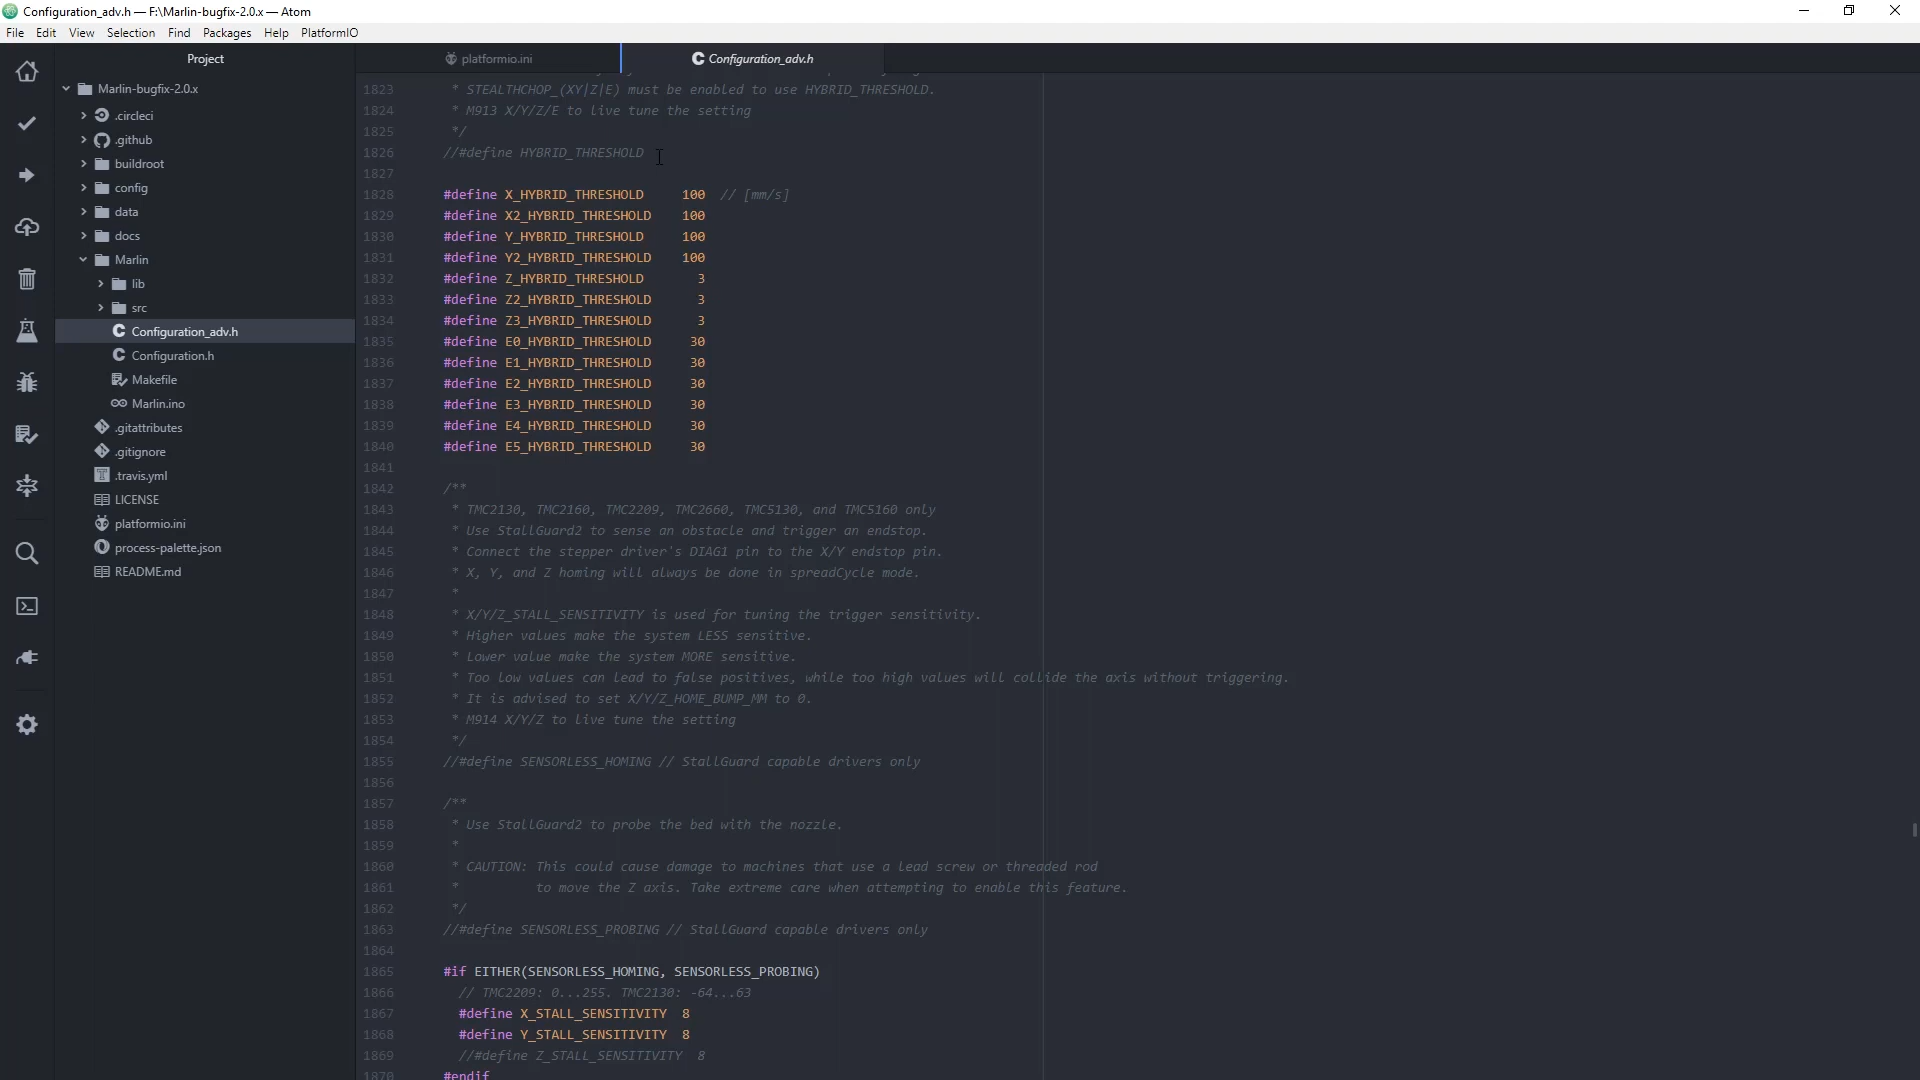 Configuration_adv.h — F:\Marlin-bugfix-2.0.x — Atom
File Edit View Selection Find Packages Help PlatformIO
Project
platformio.ini
Configuration_adv.h
Marlin-bugfix-2.0.x
.circleci
.github
buildroot
config
data
docs
Marlin
lib
src
Configuration_adv.h
Configuration.h
Makefile
Marlin.ino
.gitattributes
.gitignore
.travis.yml
LICENSE
platformio.ini
process-palette.json
README.md
1823 * STEALTHCHOP_(XY|Z|E) must be enabled to use HYBRID_THRESHOLD.
1824 * M913 X/Y/Z/E to live tune the setting
1825 */
1826 //#define HYBRID_THRESHOLD
1827
1828 #define X_HYBRID_THRESHOLD 100 // [mm/s]
1829 #define X2_HYBRID_THRESHOLD 100
1830 #define Y_HYBRID_THRESHOLD 100
1831 #define Y2_HYBRID_THRESHOLD 100
1832 #define Z_HYBRID_THRESHOLD 3
1833 #define Z2_HYBRID_THRESHOLD 3
1834 #define Z3_HYBRID_THRESHOLD 3
1835 #define E0_HYBRID_THRESHOLD 30
1836 #define E1_HYBRID_THRESHOLD 30
1837 #define E2_HYBRID_THRESHOLD 30
1838 #define E3_HYBRID_THRESHOLD 30
1839 #define E4_HYBRID_THRESHOLD 30
1840 #define E5_HYBRID_THRESHOLD 30
1841
1842 /**
1843 * TMC2130, TMC2160, TMC2209, TMC2660, TMC5130, and TMC5160 only
1844 * Use StallGuard2 to sense an obstacle and trigger an endstop.
1845 * Connect the stepper driver's DIAG1 pin to the X/Y endstop pin.
1846 * X, Y, and Z homing will always be done in spreadCycle mode.
1847 *
1848 * X/Y/Z_STALL_SENSITIVITY is used for tuning the trigger sensitivity.
1849 * Higher values make the system LESS sensitive.
1850 * Lower value make the system MORE sensitive.
1851 * Too low values can lead to false positives, while too high values will collide the axis without triggering.
1852 * It is advised to set X/Y/Z_HOME_BUMP_MM to 0.
1853 * M914 X/Y/Z to live tune the setting
1854 */
1855 //#define SENSORLESS_HOMING // StallGuard capable drivers only
1856
1857 /**
1858 * Use StallGuard2 to probe the bed with the nozzle.
1859 *
1860 * CAUTION: This could cause damage to machines that use a lead screw or threaded rod
1861 * to move the Z axis. Take extreme care when attempting to enable this feature.
1862 */
1863 //#define SENSORLESS_PROBING // StallGuard capable drivers only
1864
1865 #if EITHER(SENSORLESS_HOMING, SENSORLESS_PROBING)
1866 // TMC2209: 0...255. TMC2130: -64...63
1867 #define X_STALL_SENSITIVITY 8
1868 #define Y_STALL_SENSITIVITY 8
1869 //#define Z_STALL_SENSITIVITY 8
1870 #endif